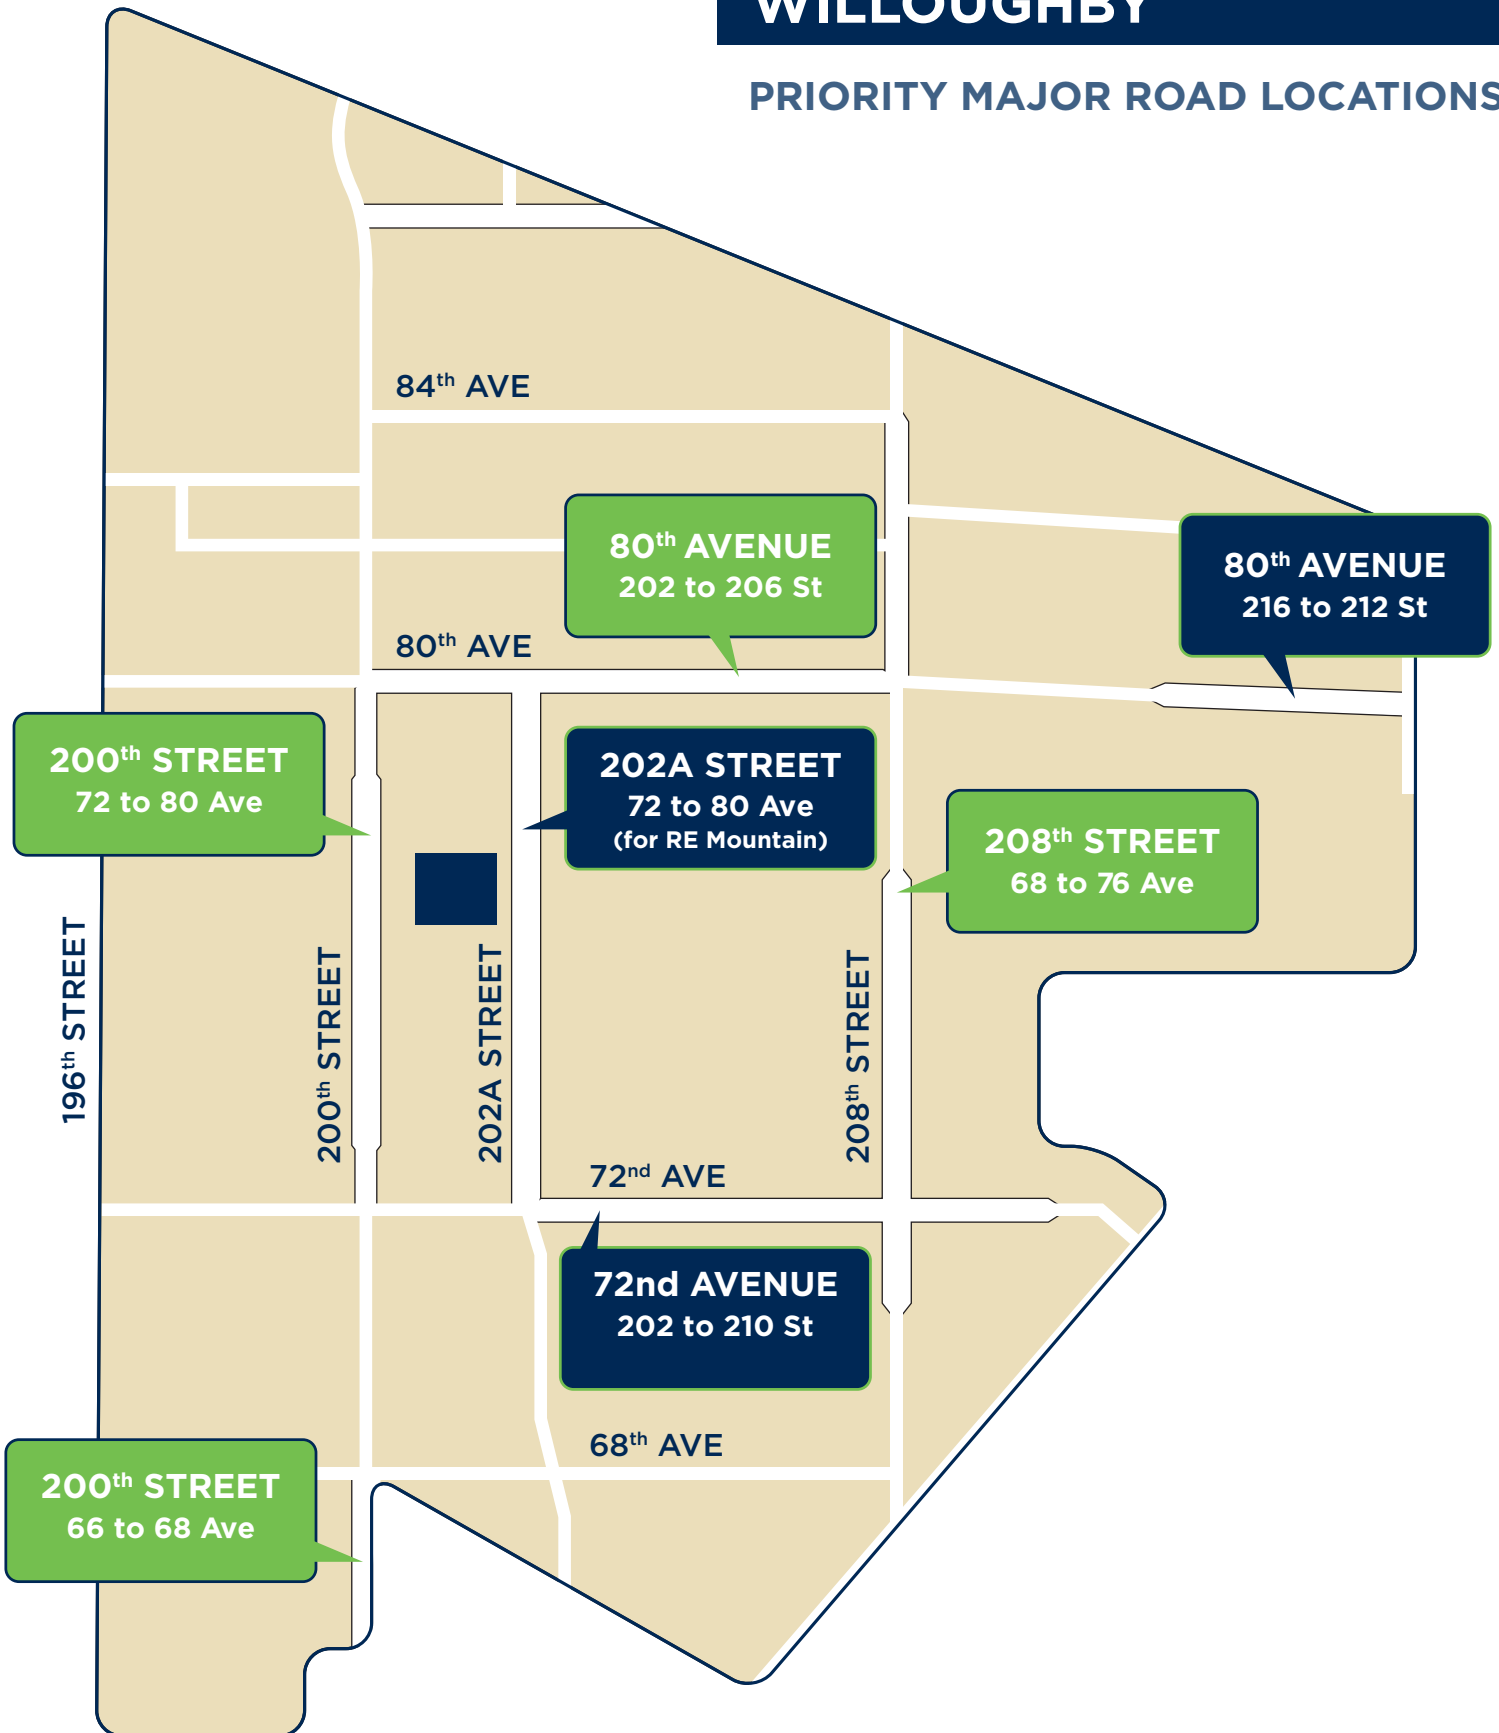 WILLOUGHBY
PRIORITY MAJOR ROAD LOCATIONS
84th AVE
80th AVENUE
202 to 206 St
80th AVENUE
216 to 212 St
80th AVE
200th STREET
72 to 80 Ave
202A STREET
72 to 80 Ave
(for RE Mountain)
208th STREET
68 to 76 Ave
196th STREET
200th STREET
202A STREET
208th STREET
72nd AVE
72nd AVENUE
202 to 210 St
68th AVE
200th STREET
66 to 68 Ave